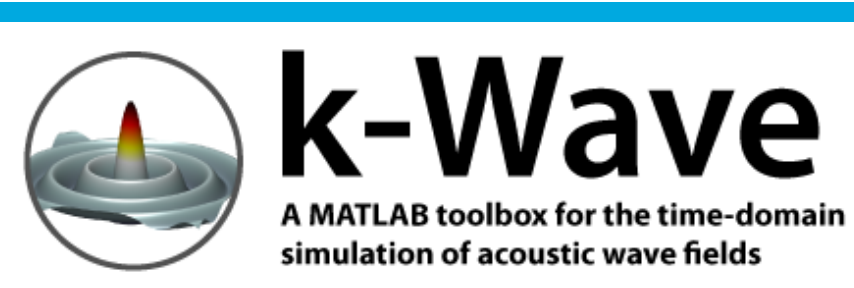 k-Wave
A MATLAB toolbox for the time-domain
simulation of acoustic wave fields